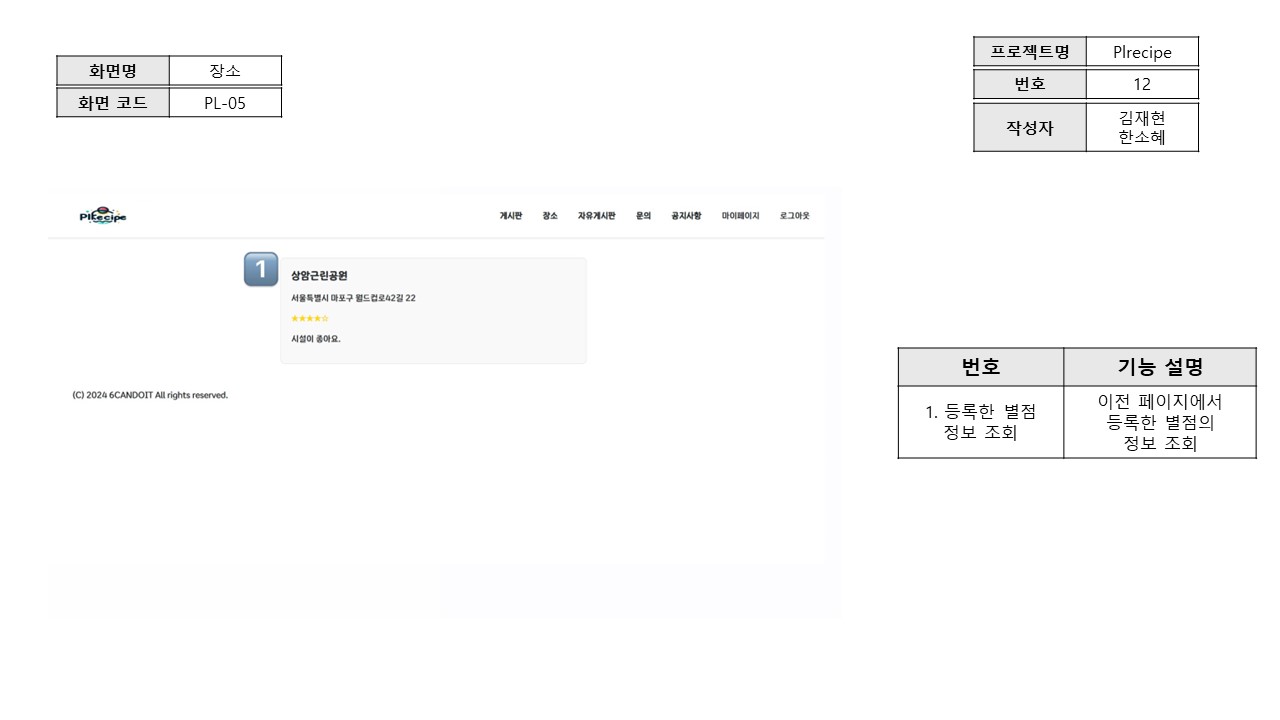 화면명 장소
화면 코드 PL-05
프로젝트명 Plrecipe
번호 12
작성자 김재현
한소혜
Plrecipe
게시판 장소 자유게시판 문의 공지사항 마이페이지 로그아웃
1
상암근린공원
서울특별시 마포구 월드컵로42길 22
★★★★☆
시설이 좋아요.
(C) 2024 6CANDOIT All rights reserved.
번호 기능 설명
1. 등록한 별점
정보 조회
이전 페이지에서
등록한 별점의
정보 조회